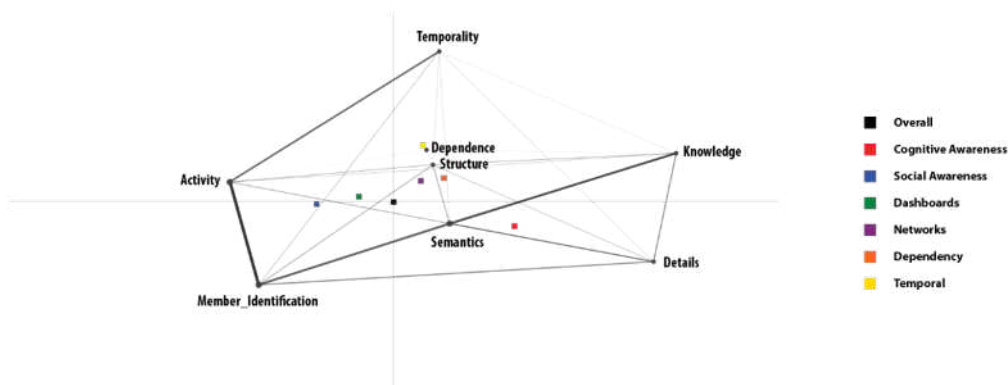 Temporality
Dependence
Structure
Knowledge
Activity
Semantics
Details
Member_Identification
Overall
Cognitive Awareness
Social Awareness
Dashboards
Networks
Dependency
Temporal